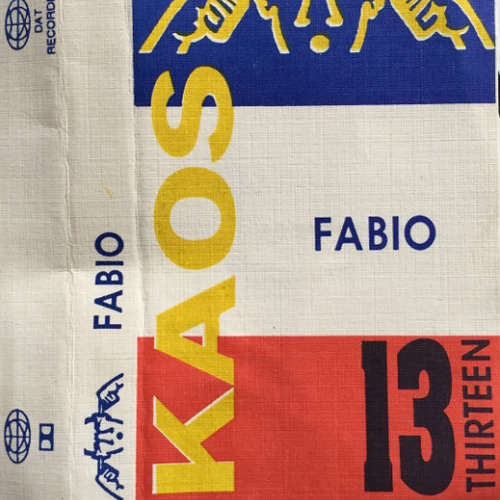 DAT
RECORDING
FABIO
KAOS
FABIO
13
THIRTEEN